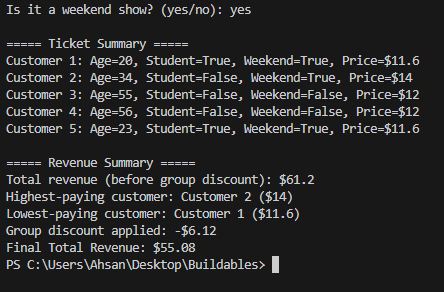 Is it a weekend show? (yes/no): yes
===== Ticket Summary =====
Customer 1: Age=20, Student=True, Weekend=True, Price=$11.6
Customer 2: Age=34, Student=False, Weekend=True, Price=$14
Customer 3: Age=55, Student=False, Weekend=False, Price=$12
Customer 4: Age=56, Student=False, Weekend=False, Price=$12
Customer 5: Age=23, Student=True, Weekend=True, Price=$11.6
===== Revenue Summary =====
Total revenue (before group discount): $61.2
Highest-paying customer: Customer 2 ($14)
Lowest-paying customer: Customer 1 ($11.6)
Group discount applied: -$6.12
Final Total Revenue: $55.08
PS C:\Users\Ahsan\Desktop\Buildables>